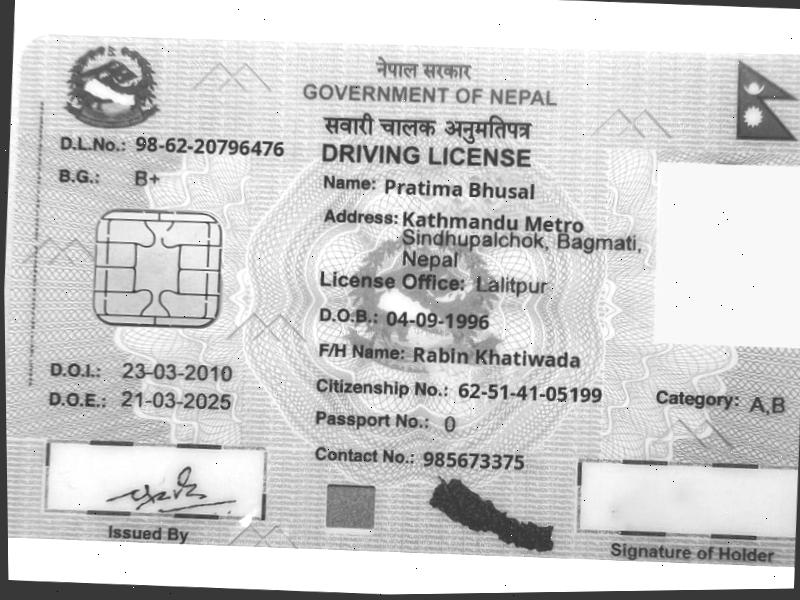 नेपाल सरकार
GOVERNMENT OF NEPAL
सवारी चालक अनुमतिपत्र
DRIVING LICENSE
D.L.No.: 98-62-20796476
B.G.: B+
Name: Pratima Bhusal
Address: Kathmandu Metro
Sindhupalchok, Bagmati,
Nepal
License Office: Lalitpur
D.O.B.: 04-09-1996
F/H Name: Rabin Khatiwada
D.O.I.: 23-03-2010
Citizenship No.: 62-51-41-05199
D.O.E.: 21-03-2025
Category: A,B
Passport No.: 0
Contact No.: 985673375
Issued By
Signature of Holder